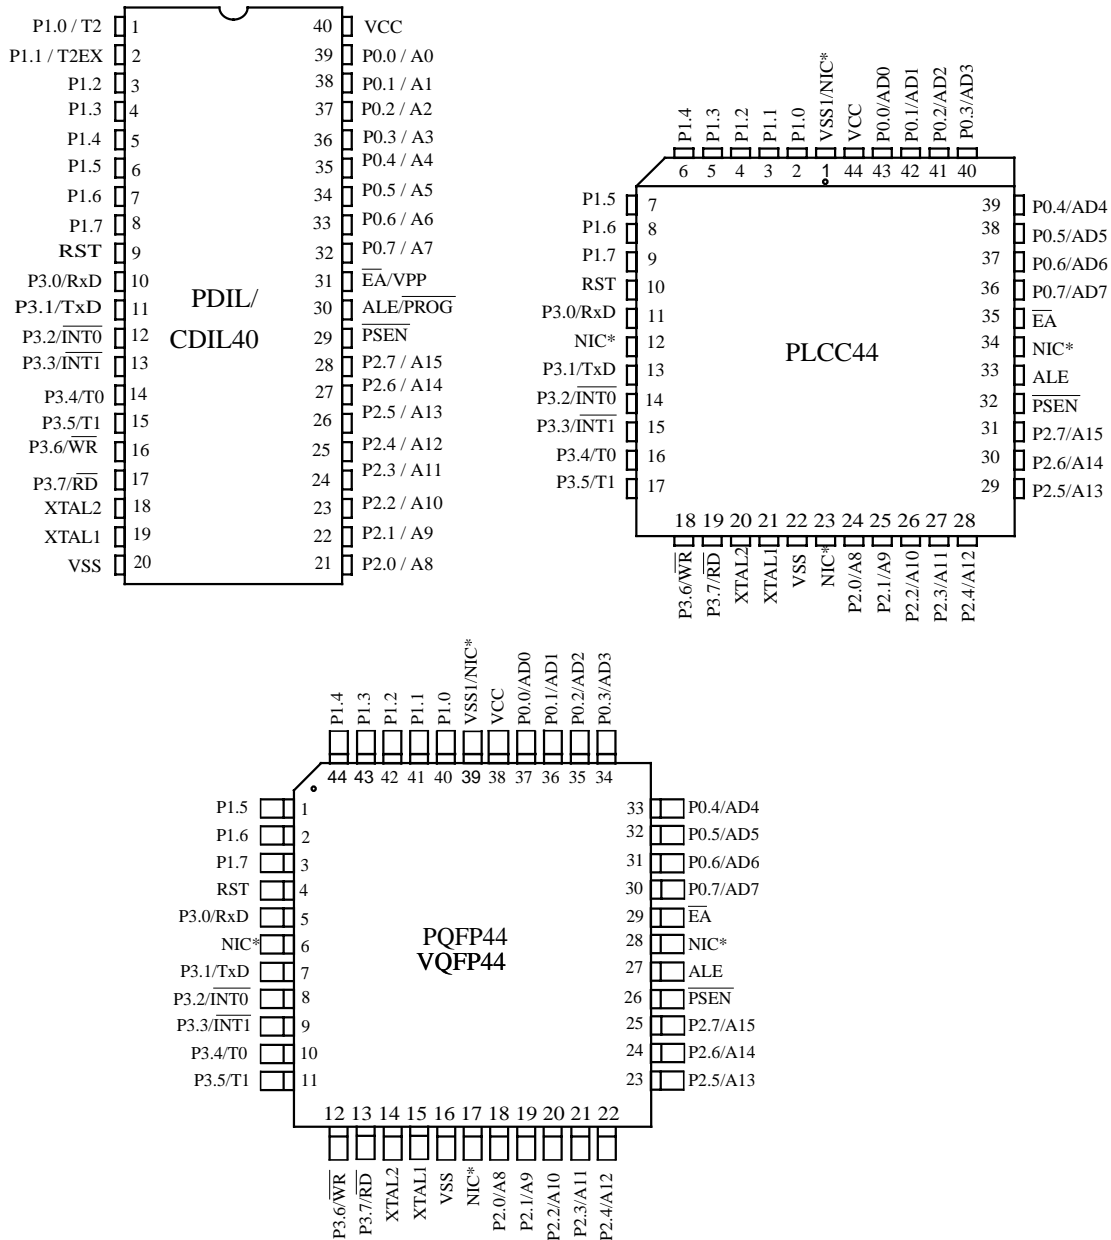 P1.0 / T2 1 40 VCC
P1.1 / T2EX 2 39 P0.0 / A0
P1.2 3 38 P0.1 / A1
P1.3 4 37 P0.2 / A2
P1.4 5 36 P0.3 / A3
P1.5 6 35 P0.4 / A4
P1.6 7 34 P0.5 / A5
P1.7 8 33 P0.6 / A6
RST 9 32 P0.7 / A7
P3.0/RxD 10 31 EA/VPP
P3.1/TxD 11 30 ALE/PROG
P3.2/INT0 12 29 PSEN
P3.3/INT1 13 28 P2.7 / A15
P3.4/T0 14 27 P2.6 / A14
P3.5/T1 15 26 P2.5 / A13
P3.6/WR 16 25 P2.4 / A12
P3.7/RD 17 24 P2.3 / A11
XTAL2 18 23 P2.2 / A10
XTAL1 19 22 P2.1 / A9
VSS 20 21 P2.0 / A8
PDIL/
CDIL40
P1.4 P1.3 P1.2 P1.1 P1.0 VSS1/NIC* VCC P0.0/AD0 P0.1/AD1 P0.2/AD2 P0.3/AD3
6 5 4 3 2 1 44 43 42 41 40
P1.5 7 39 P0.4/AD4
P1.6 8 38 P0.5/AD5
P1.7 9 37 P0.6/AD6
RST 10 36 P0.7/AD7
P3.0/RxD 11 35 EA
NIC* 12 34 NIC*
P3.1/TxD 13 33 ALE
P3.2/INT0 14 32 PSEN
P3.3/INT1 15 31 P2.7/A15
P3.4/T0 16 30 P2.6/A14
P3.5/T1 17 29 P2.5/A13
PLCC44
18 19 20 21 22 23 24 25 26 27 28
P3.6/WR P3.7/RD XTAL2 XTAL1 VSS NIC* P2.0/A8 P2.1/A9 P2.2/A10 P2.3/A11 P2.4/A12
P1.4 P1.3 P1.2 P1.1 P1.0 VSS1/NIC* VCC P0.0/AD0 P0.1/AD1 P0.2/AD2 P0.3/AD3
44 43 42 41 40 39 38 37 36 35 34
P1.5 1 33 P0.4/AD4
P1.6 2 32 P0.5/AD5
P1.7 3 31 P0.6/AD6
RST 4 30 P0.7/AD7
P3.0/RxD 5 29 EA
NIC* 6 28 NIC*
P3.1/TxD 7 27 ALE
P3.2/INT0 8 26 PSEN
P3.3/INT1 9 25 P2.7/A15
P3.4/T0 10 24 P2.6/A14
P3.5/T1 11 23 P2.5/A13
PQFP44
VQFP44
12 13 14 15 16 17 18 19 20 21 22
P3.6/WR P3.7/RD XTAL2 XTAL1 VSS NIC* P2.0/A8 P2.1/A9 P2.2/A10 P2.3/A11 P2.4/A12